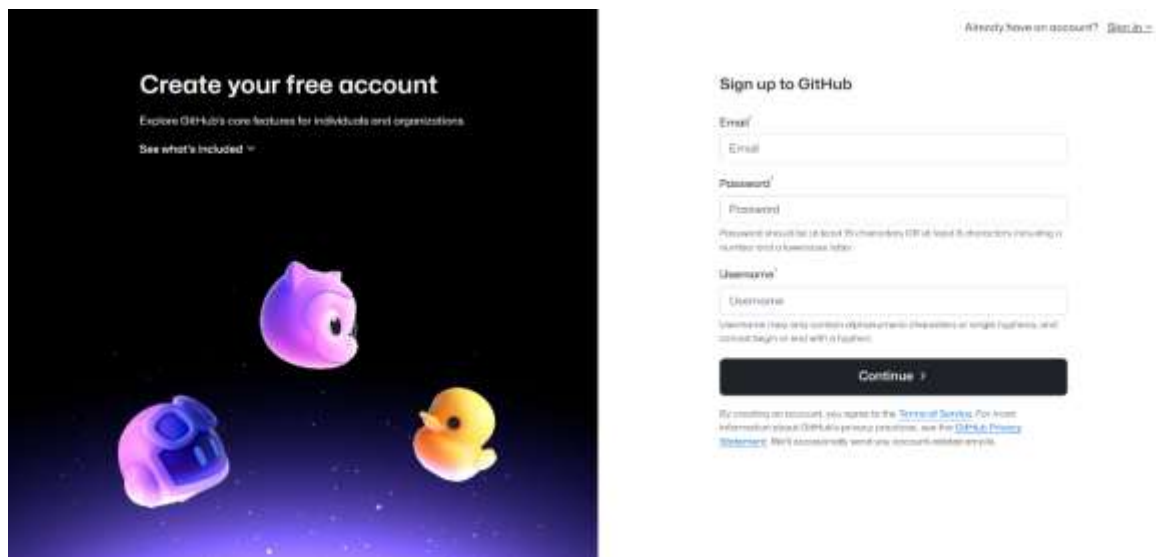 Create your free account
Explore GitHub's core features for individuals and organizations.
See what's included
Already have an account? Sign in →
Sign up to GitHub
Email*
Email
Password*
Password
Password should be at least 15 characters OR at least 8 characters including a
number and a lowercase letter.
Username*
Username
Username may only contain alphanumeric characters or single hyphens, and
cannot begin or end with a hyphen.
Continue >
By creating an account, you agree to the Terms of Service. For more
information about GitHub's privacy practices, see the GitHub Privacy
Statement. We'll occasionally send you account-related emails.